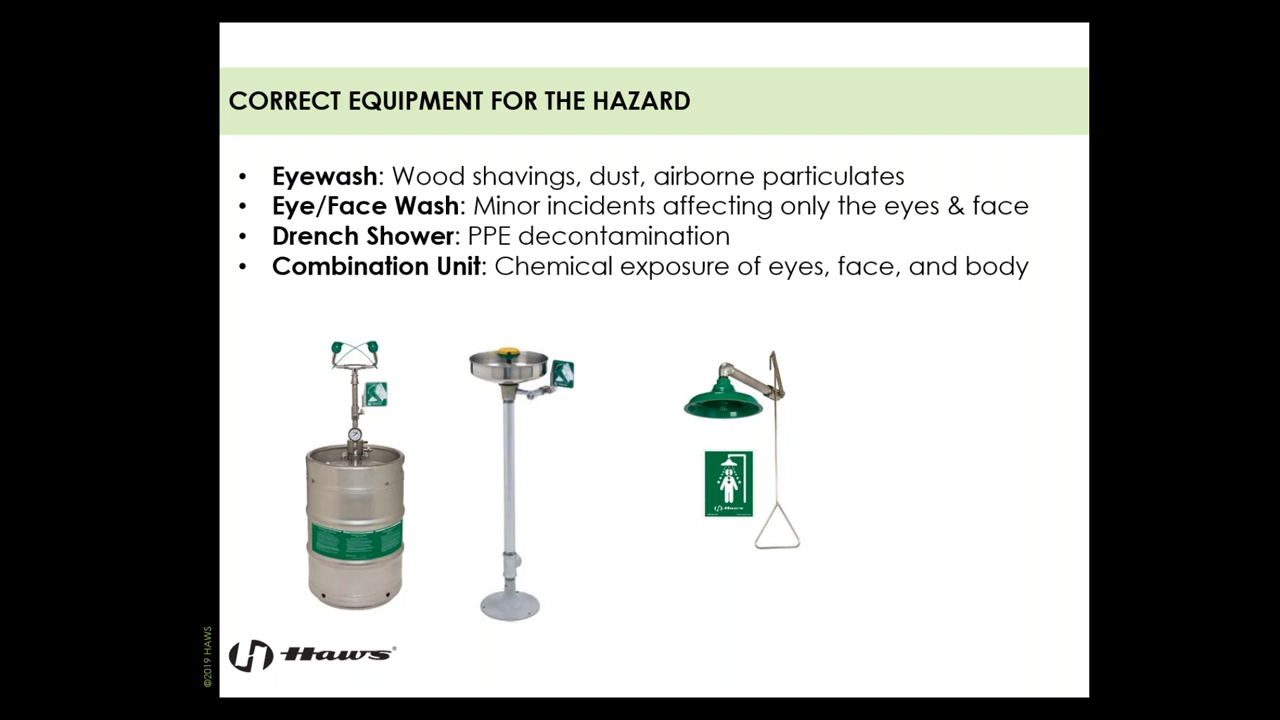 CORRECT EQUIPMENT FOR THE HAZARD
• Eyewash: Wood shavings, dust, airborne particulates
• Eye/Face Wash: Minor incidents affecting only the eyes & face
• Drench Shower: PPE decontamination
• Combination Unit: Chemical exposure of eyes, face, and body
Haws
Haws®
©2019 HAWS